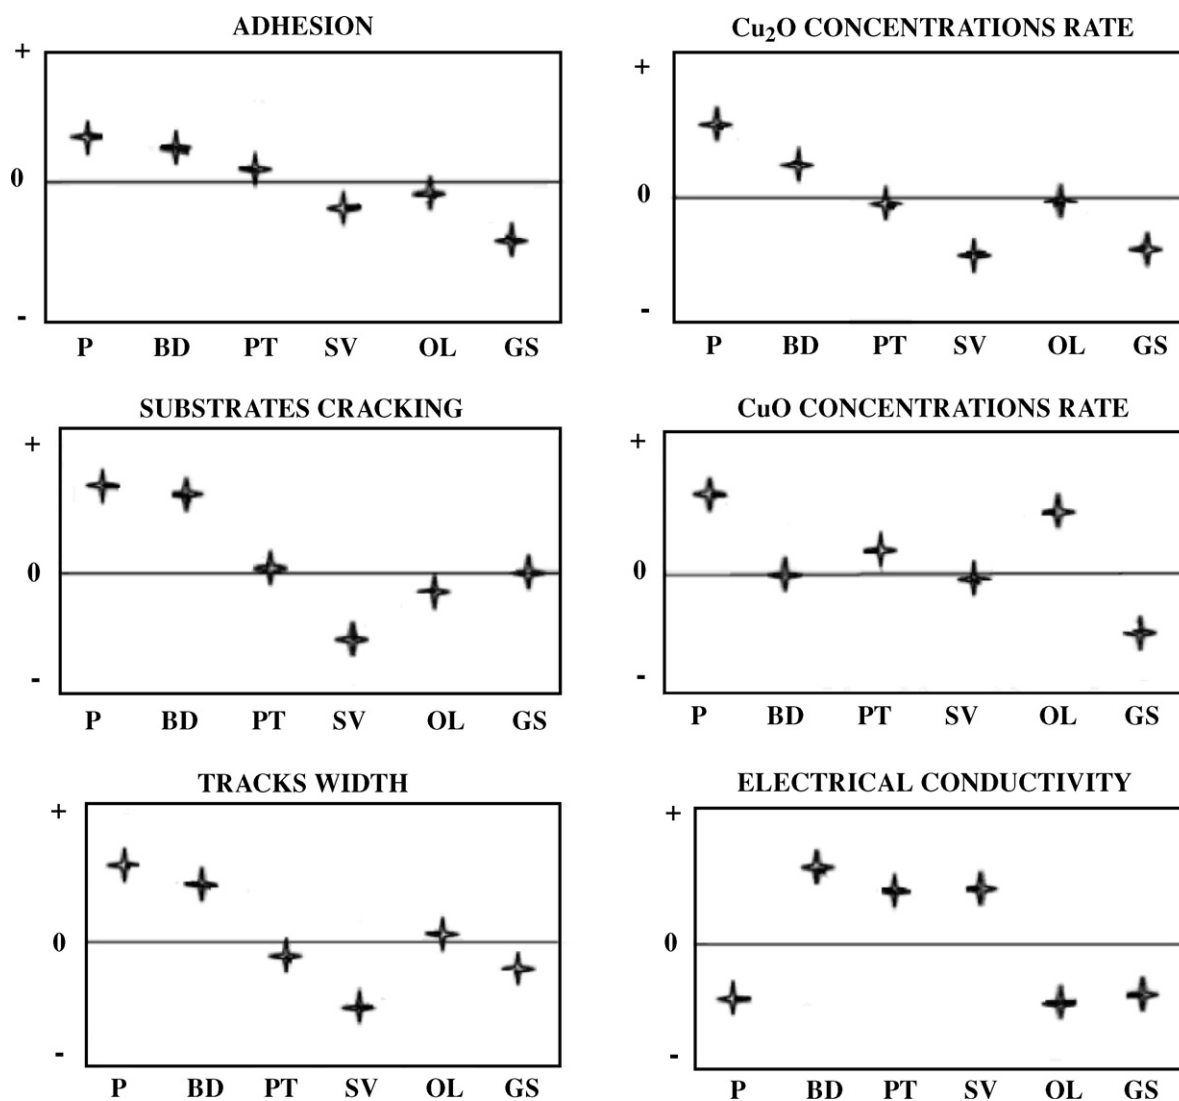 ADHESION
+
0
-
P BD PT SV OL GS
Cu₂O CONCENTRATIONS RATE
+
0
-
P BD PT SV OL GS
SUBSTRATES CRACKING
+
0
-
P BD PT SV OL GS
CuO CONCENTRATIONS RATE
+
0
-
P BD PT SV OL GS
TRACKS WIDTH
+
0
-
P BD PT SV OL GS
ELECTRICAL CONDUCTIVITY
+
0
-
P BD PT SV OL GS